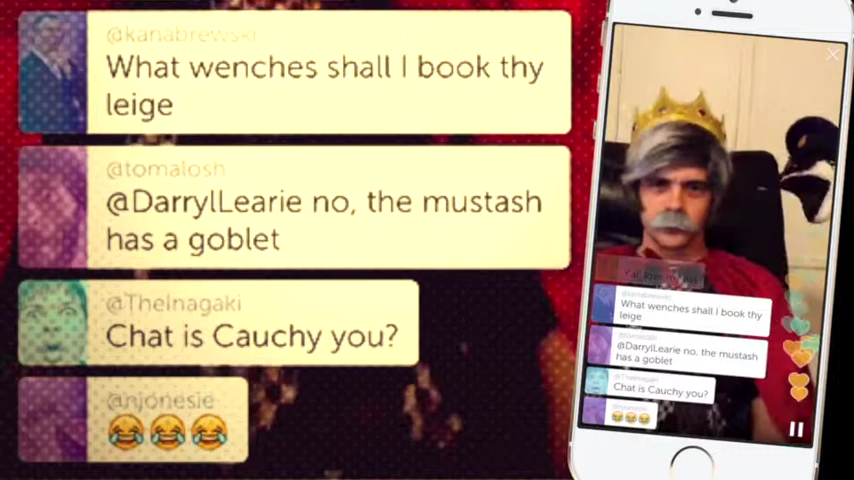 @kanabrewski
What wenches shall I book thy
leige
@tomalosh
@DarrylLearie no, the mustash
has a goblet
@TheInagaki
Chat is Cauchy you?
@njonesie
😂😂😂
What wenches shall I book thy
leige
@DarrylLearie no, the mustash
has a goblet
@TheInagaki
Chat is Cauchy you?
😂😂😂